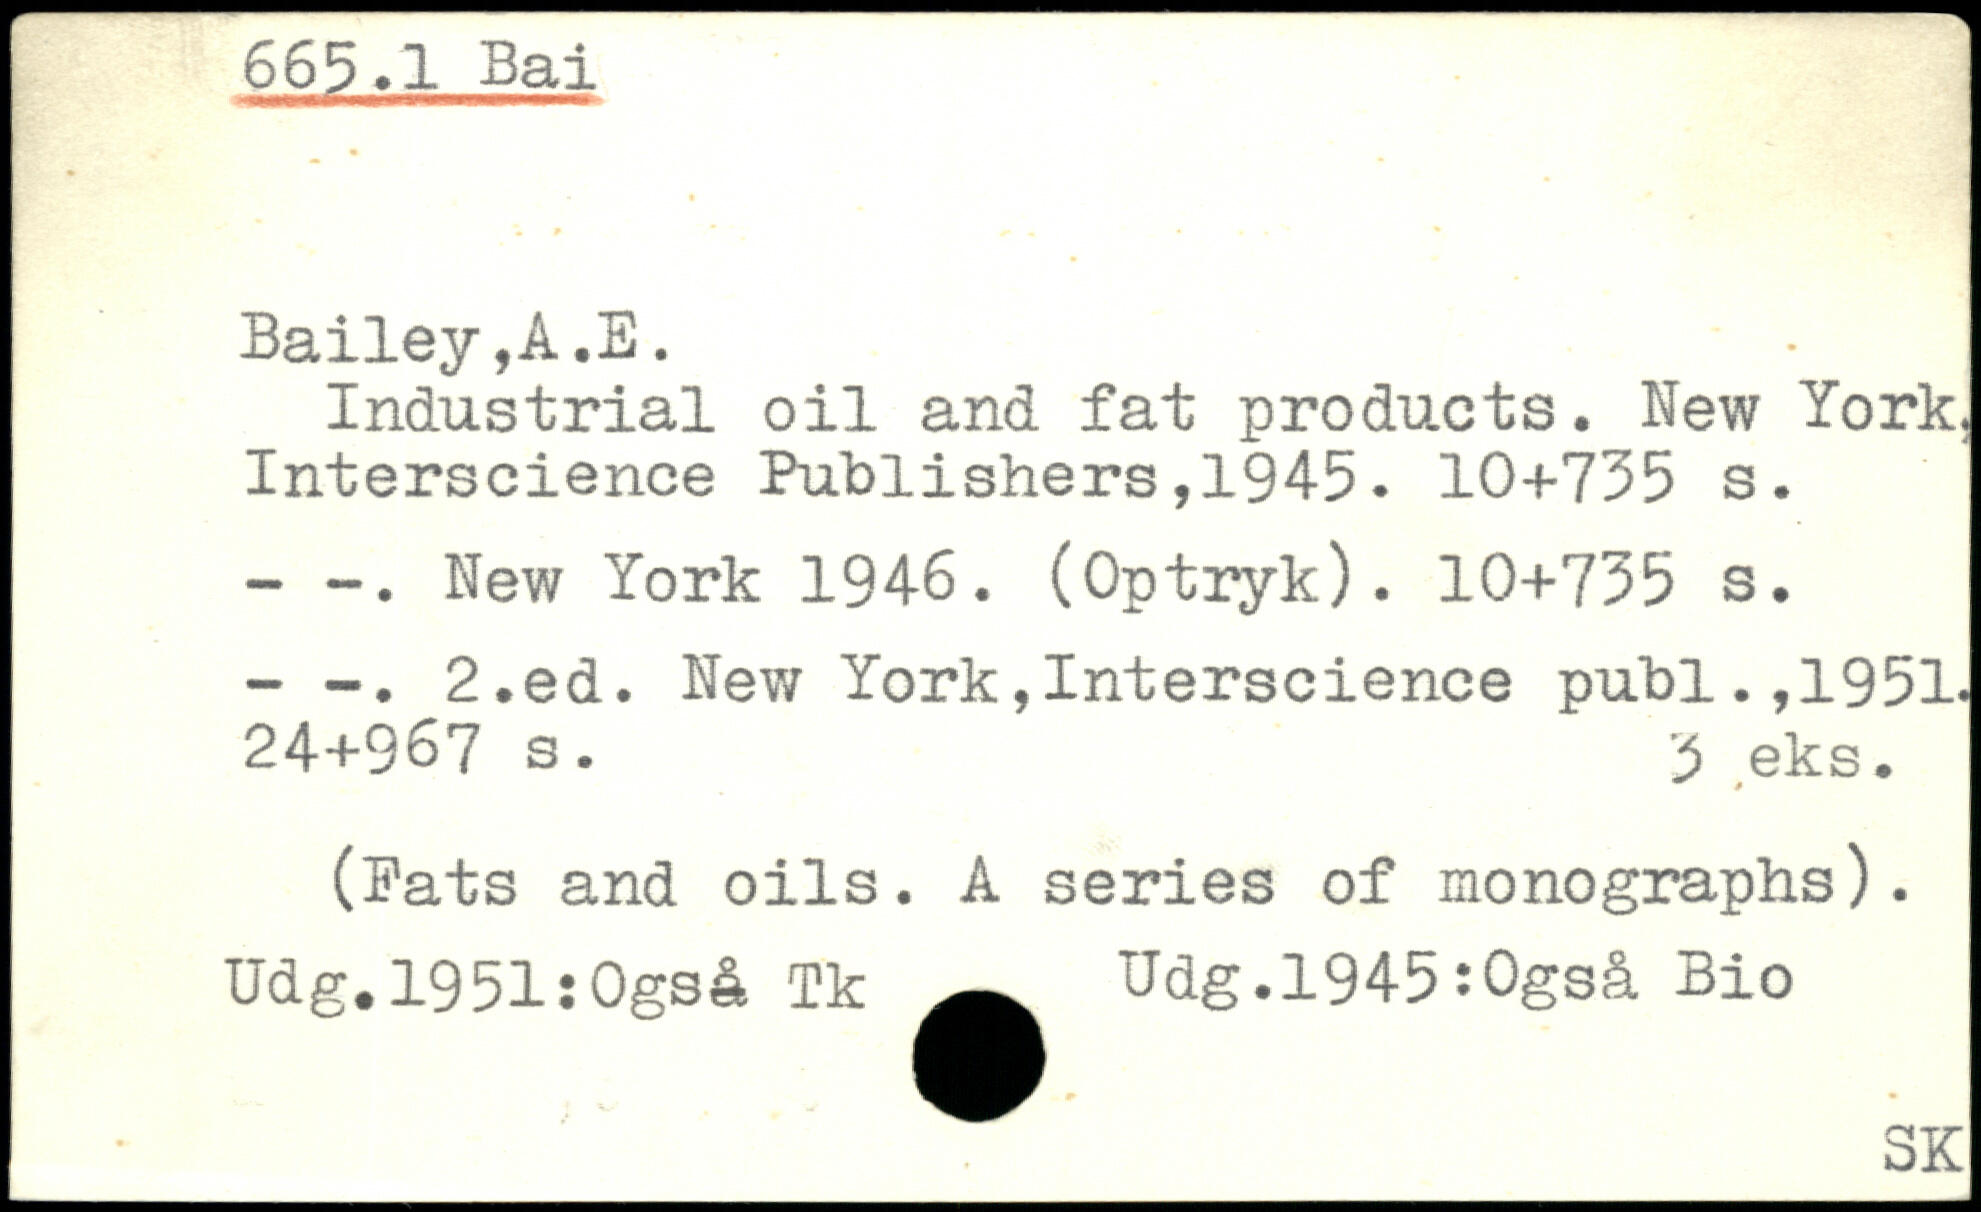 665.1 Bai
Bailey,A.E.
Industrial oil and fat products. New York,
Interscience Publishers,1945. 10+735 s.
- -. New York 1946. (Optryk). 10+735 s.
- -. 2.ed. New York,Interscience publ.,1951.
24+967 s. 3 eks.
(Fats and oils. A series of monographs).
Udg.1951:Også Tk Udg.1945:Også Bio
SK